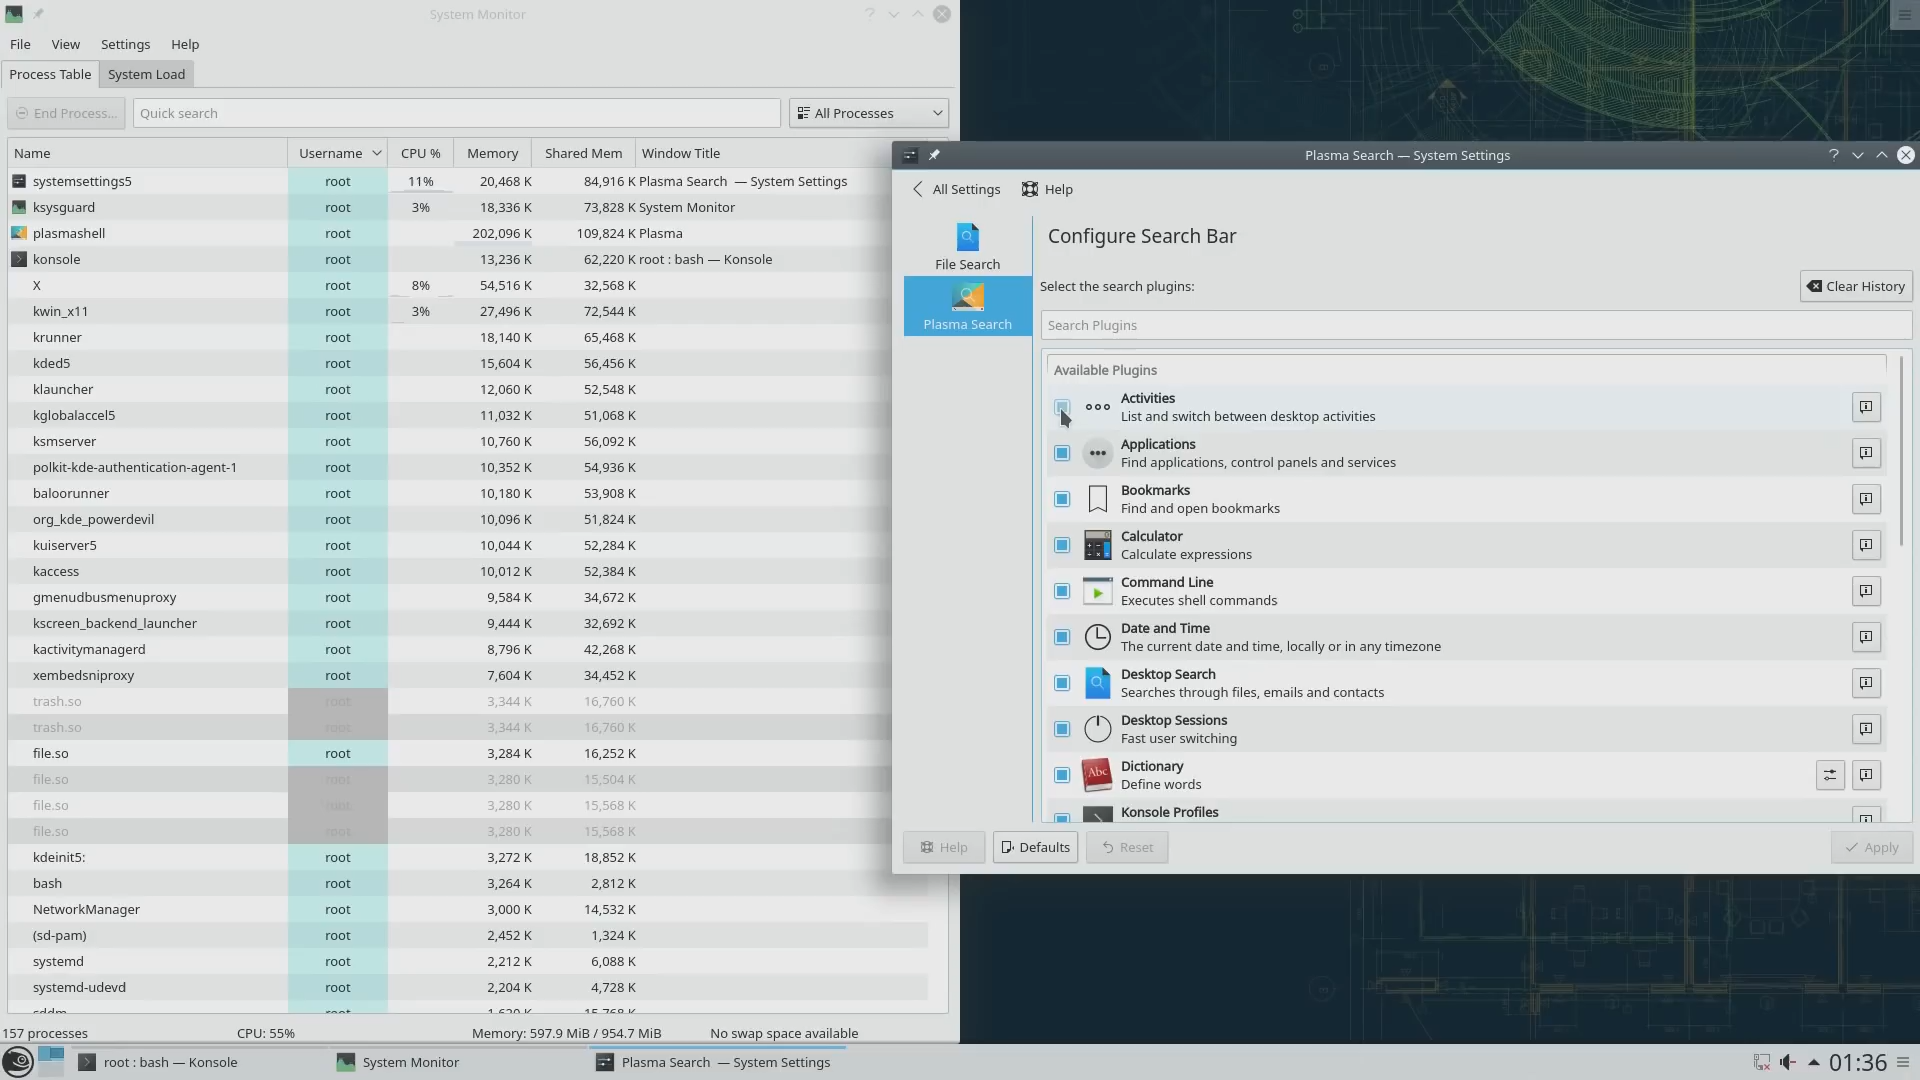 System Monitor
File View Settings Help
Process Table System Load
End Process... Quick search All Processes
Name Username CPU % Memory Shared Mem Window Title
systemsettings5 root 11% 20,468 K 84,916 K Plasma Search — System Settings
ksysguard root 3% 18,336 K 73,828 K System Monitor
plasmashell root 202,096 K 109,824 K Plasma
konsole root 13,236 K 62,220 K root : bash — Konsole
X root 8% 54,516 K 32,568 K
kwin_x11 root 3% 27,496 K 72,544 K
krunner root 18,140 K 65,468 K
kded5 root 15,604 K 56,456 K
klauncher root 12,060 K 52,548 K
kglobalaccel5 root 11,032 K 51,068 K
ksmserver root 10,760 K 56,092 K
polkit-kde-authentication-agent-1 root 10,352 K 54,936 K
baloorunner root 10,180 K 53,908 K
org_kde_powerdevil root 10,096 K 51,824 K
kuiserver5 root 10,044 K 52,284 K
kaccess root 10,012 K 52,384 K
gmenudbusmenuproxy root 9,584 K 34,672 K
kscreen_backend_launcher root 9,444 K 32,692 K
kactivitymanagerd root 8,796 K 42,268 K
xembedsniproxy root 7,604 K 34,452 K
trash.so root 3,344 K 16,760 K
trash.so root 3,344 K 16,760 K
file.so root 3,284 K 16,252 K
file.so root 3,280 K 15,504 K
file.so root 3,280 K 15,568 K
file.so root 3,280 K 15,568 K
kdeinit5: root 3,272 K 18,852 K
bash root 3,264 K 2,812 K
NetworkManager root 3,000 K 14,532 K
(sd-pam) root 2,452 K 1,324 K
systemd root 2,212 K 6,088 K
systemd-udevd root 2,204 K 4,728 K
157 processes CPU: 55% Memory: 597.9 MiB / 954.7 MiB No swap space available
Plasma Search — System Settings
All Settings Help
File Search
Plasma Search
Configure Search Bar
Select the search plugins: Clear History
Search Plugins
Available Plugins
Activities
List and switch between desktop activities
Applications
Find applications, control panels and services
Bookmarks
Find and open bookmarks
Calculator
Calculate expressions
Command Line
Executes shell commands
Date and Time
The current date and time, locally or in any timezone
Desktop Search
Searches through files, emails and contacts
Desktop Sessions
Fast user switching
Abc
Dictionary
Define words
Konsole Profiles
Help Defaults Reset Apply
root : bash — Konsole System Monitor Plasma Search — System Settings 01:36